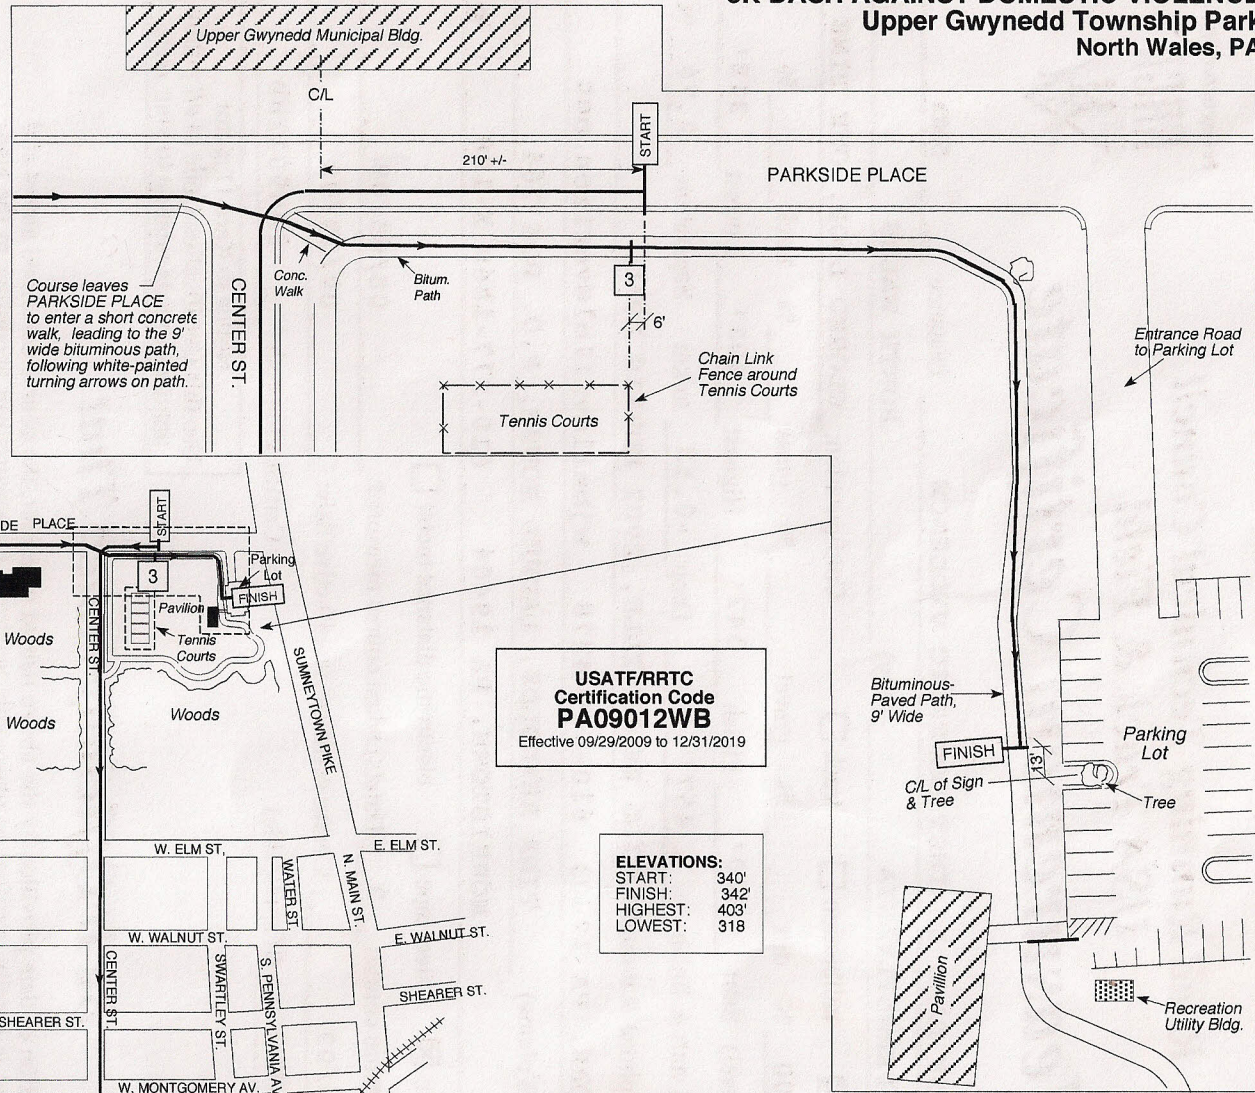 5K DASH AGAINST DOMESTIC VIOLENCE
Upper Gwynedd Township Park
North Wales, PA
Upper Gwynedd Municipal Bldg.
C/L
START
210' +/-
PARKSIDE PLACE
Course leaves
PARKSIDE PLACE
to enter a short concrete
walk, leading to the 9'
wide bituminous path,
following white-painted
turning arrows on path.
CENTER ST.
Conc.
Walk
Bitum.
Path
3
6'
Chain Link
Fence around
Tennis Courts
Tennis Courts
Entrance Road
to Parking Lot
DE PLACE
START
3
Parking
Lot
FINISH
Pavilion
Tennis
Courts
CENTER ST.
Woods
Woods
Woods
SUMNEYTOWN PIKE
USATF/RRTC
Certification Code
PA09012WB
Effective 09/29/2009 to 12/31/2019
Bituminous-
Paved Path,
9' Wide
FINISH
13'
C/L of Sign
& Tree
Tree
Parking
Lot
W. ELM ST,
E. ELM ST.
WATER ST.
N. MAIN ST.
ELEVATIONS:
START: 340'
FINISH: 342'
HIGHEST: 403'
LOWEST: 318
W. WALNUT ST.
E. WALNUT ST.
CENTER ST.
SWARTLEY ST.
S. PENNSYLVANIA AV
SHEARER ST.
SHEARER ST.
W. MONTGOMERY AV.
Pavillion
Recreation
Utility Bldg.